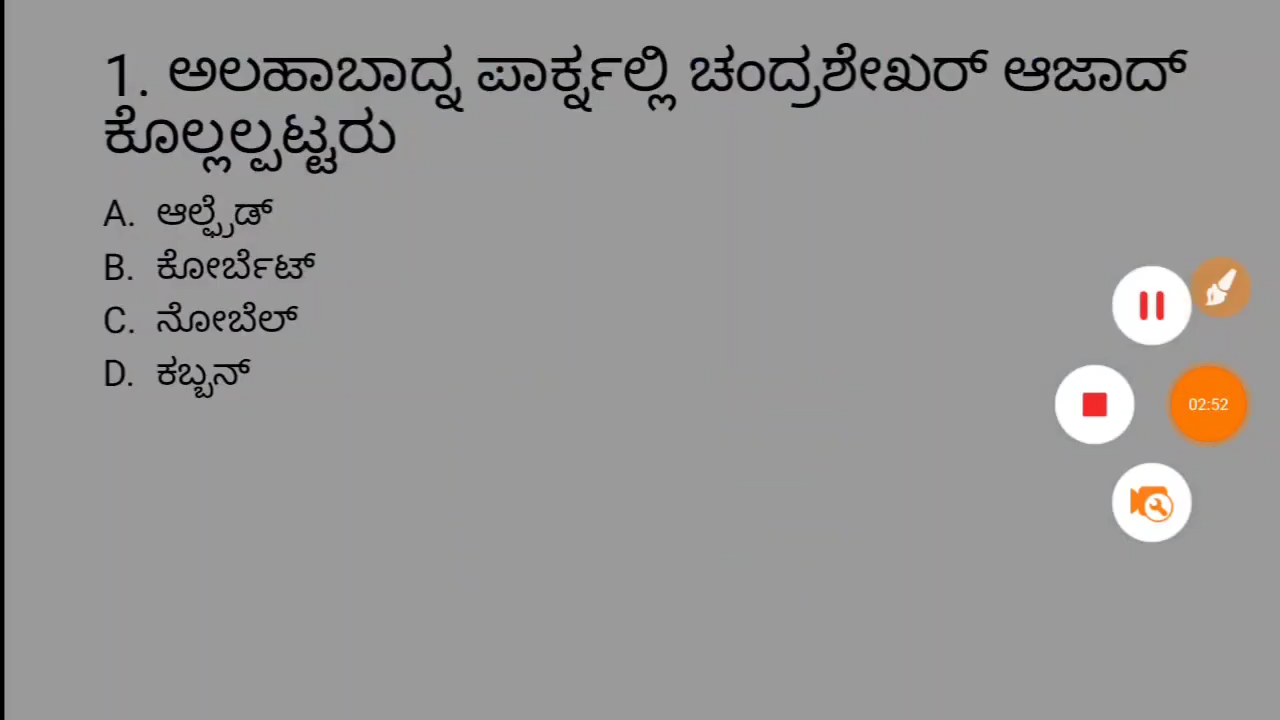 1. ಅಲಹಾಬಾದ್ನ ಪಾರ್ಕ್ನಲ್ಲಿ ಚಂದ್ರಶೇಖರ್ ಆಜಾದ್
ಕೊಲ್ಲಲ್ಪಟ್ಟರು
A. ಆಲ್ಫ್ರೆಡ್
B. ಕೋರ್ಬೆಟ್
C. ನೋಬೆಲ್
D. ಕಬ್ಬನ್
02:52